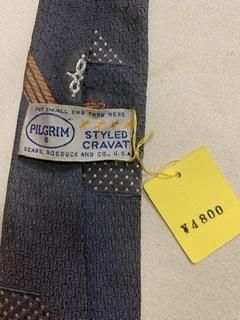 PUT SMALL END THRU HERE
PILGRIM
STYLED
CRAVAT
SEARS, ROEBUCK AND CO., U.S.A.
¥4800